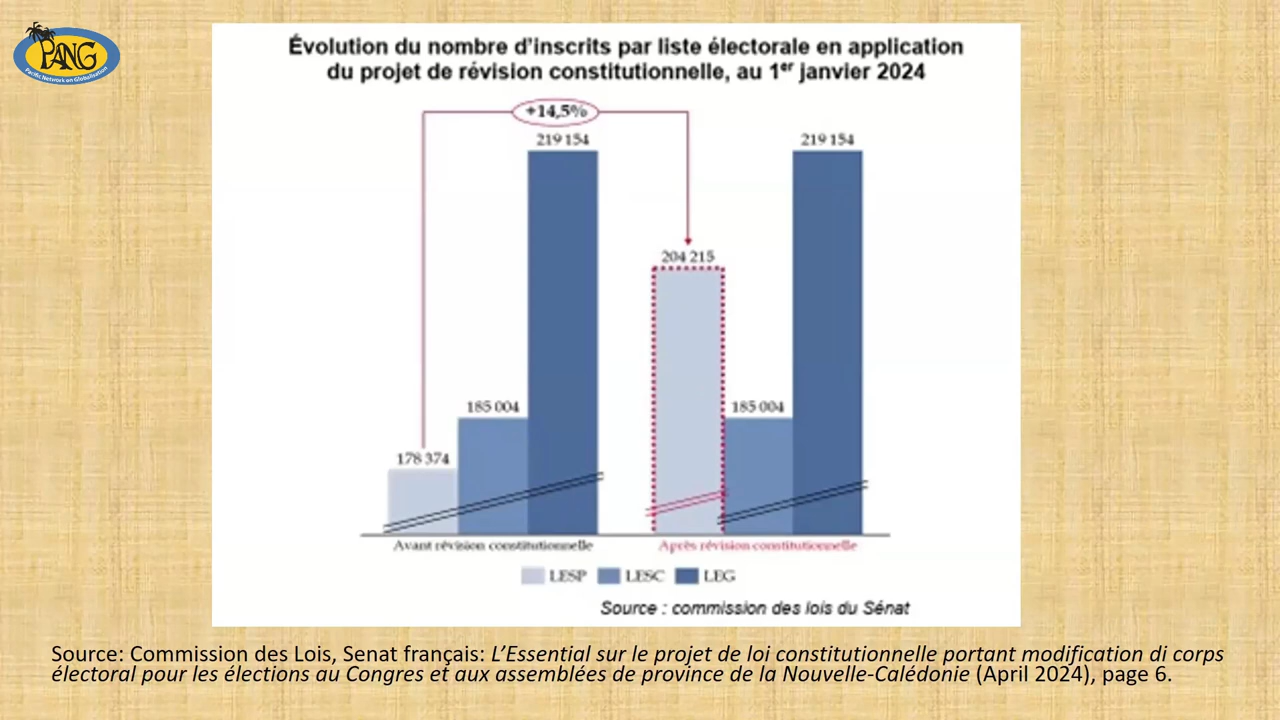 PANG
Pacific Network on Globalisation
Évolution du nombre d'inscrits par liste électorale en application
du projet de révision constitutionnelle, au 1er janvier 2024
+14,5%
219 154
219 154
204 215
185 004
185 004
178 374
Avant révision constitutionnelle
Après révision constitutionnelle
LESP
LESC
LEG
Source : commission des lois du Sénat
Source: Commission des Lois, Senat français: L'Essential sur le projet de loi constitutionnelle portant modification di corps
électoral pour les élections au Congres et aux assemblées de province de la Nouvelle-Calédonie (April 2024), page 6.